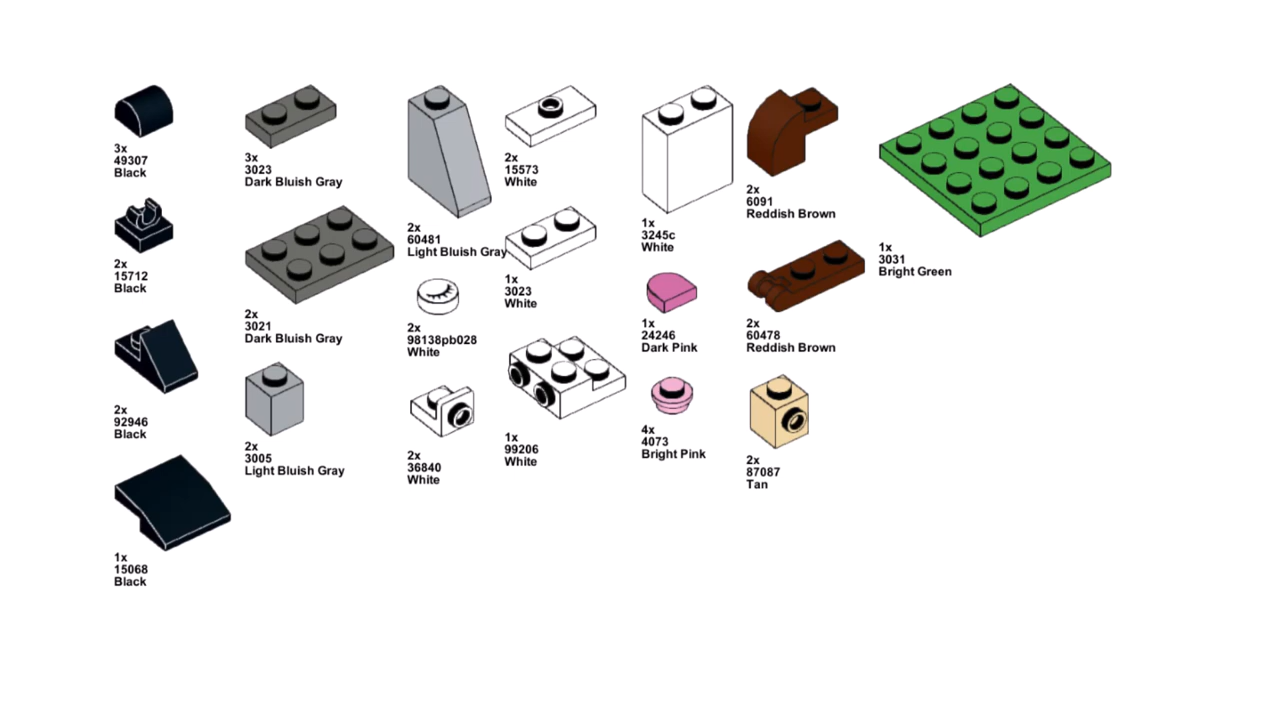 3x
49307
Black
2x
15712
Black
2x
92946
Black
1x
15068
Black
3x
3023
Dark Bluish Gray
2x
3021
Dark Bluish Gray
2x
3005
Light Bluish Gray
2x
60481
Light Bluish Gray
2x
98138pb028
White
2x
36840
White
2x
15573
White
1x
3023
White
1x
99206
White
1x
3245c
White
1x
24246
Dark Pink
4x
4073
Bright Pink
2x
6091
Reddish Brown
2x
60478
Reddish Brown
2x
87087
Tan
1x
3031
Bright Green